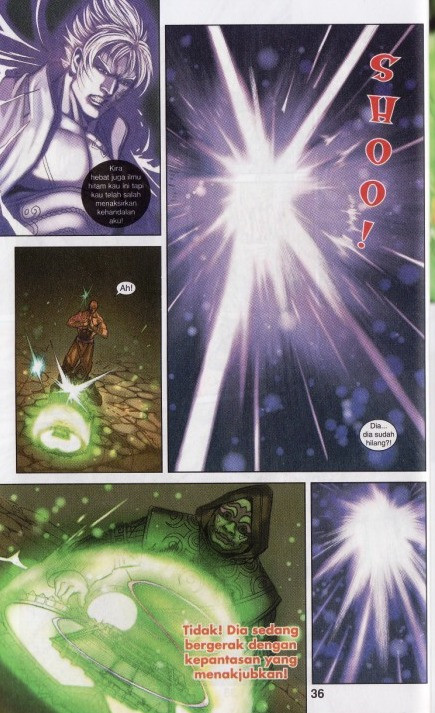 Kira
hebat juga ilmu
hitam kau ini tapi
kau telah salah
menaksirkan
kehandalan
aku!
SHOO!
Dia...
dia sudah
hilang?!
Ah!
Tidak! Dia sedang
bergerak dengan
kepantasan yang
menakjubkan!
36